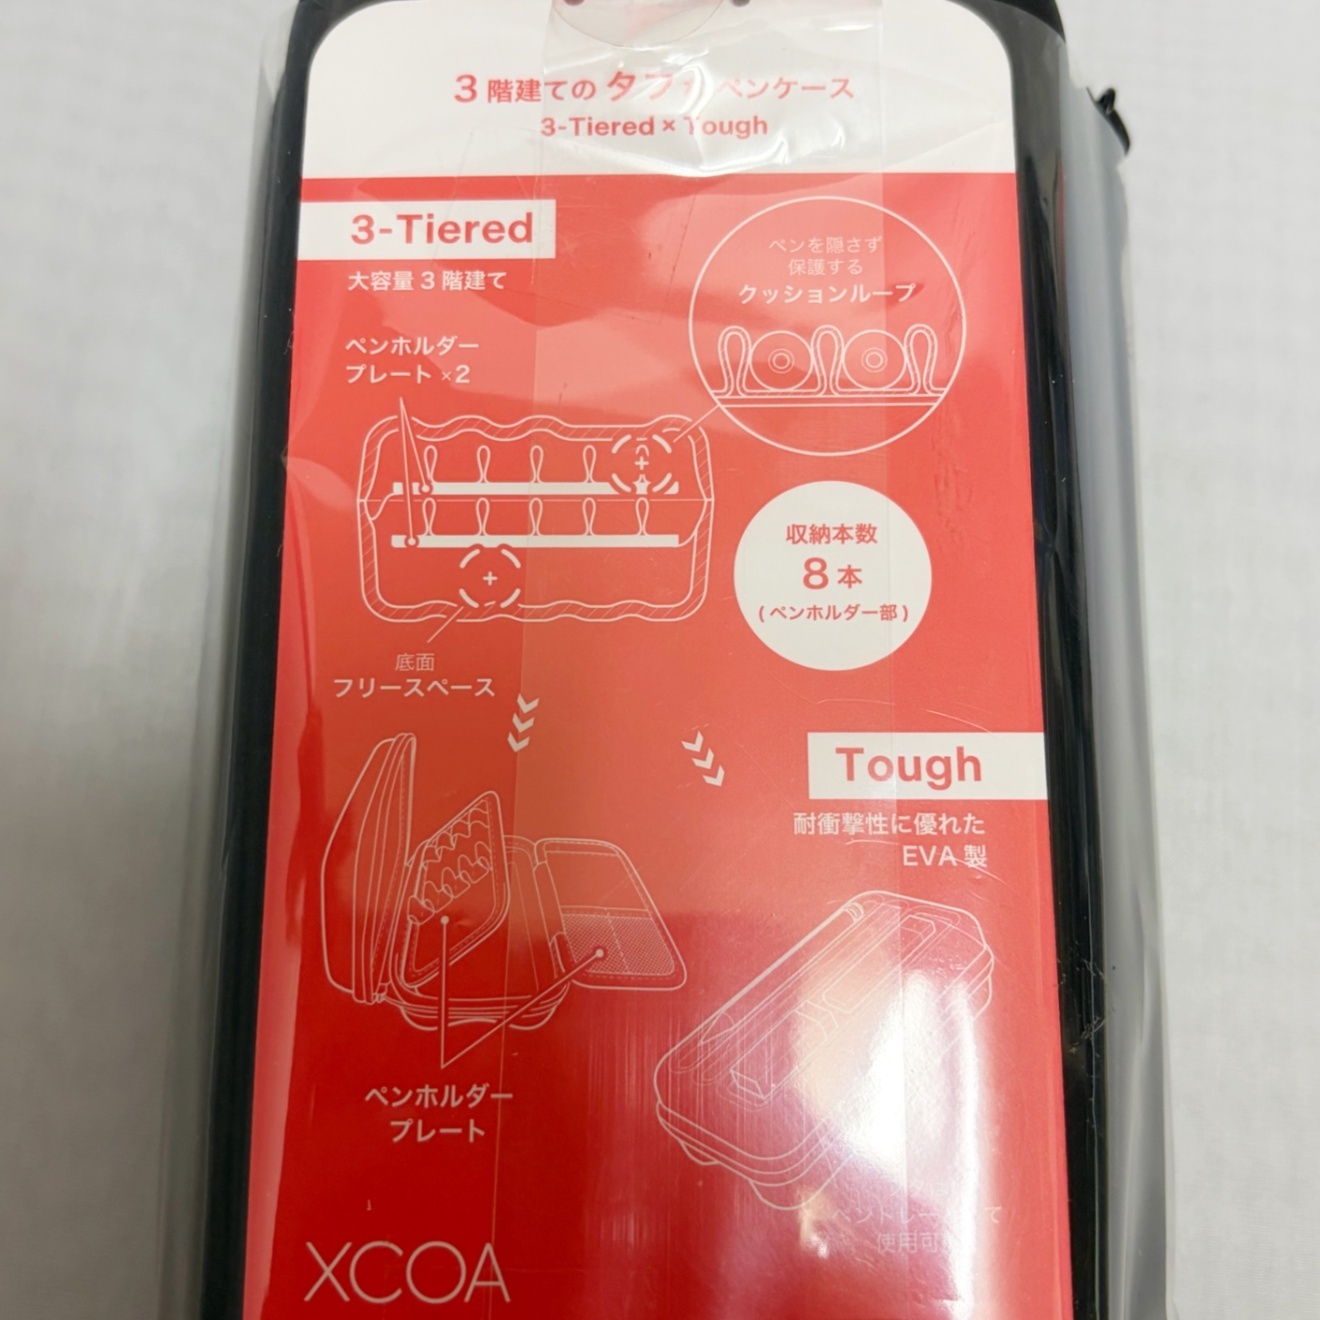 3階建てのタフなペンケース
3-Tiered × Tough
3-Tiered
大容量3階建て
ペンを隠さず
保護する
クッションループ
ペンホルダー
プレート×2
収納本数
8本
(ペンホルダー部)
底面
フリースペース
Tough
耐衝撃性に優れた
EVA製
ペンホルダー
プレート
使用可
XCOA